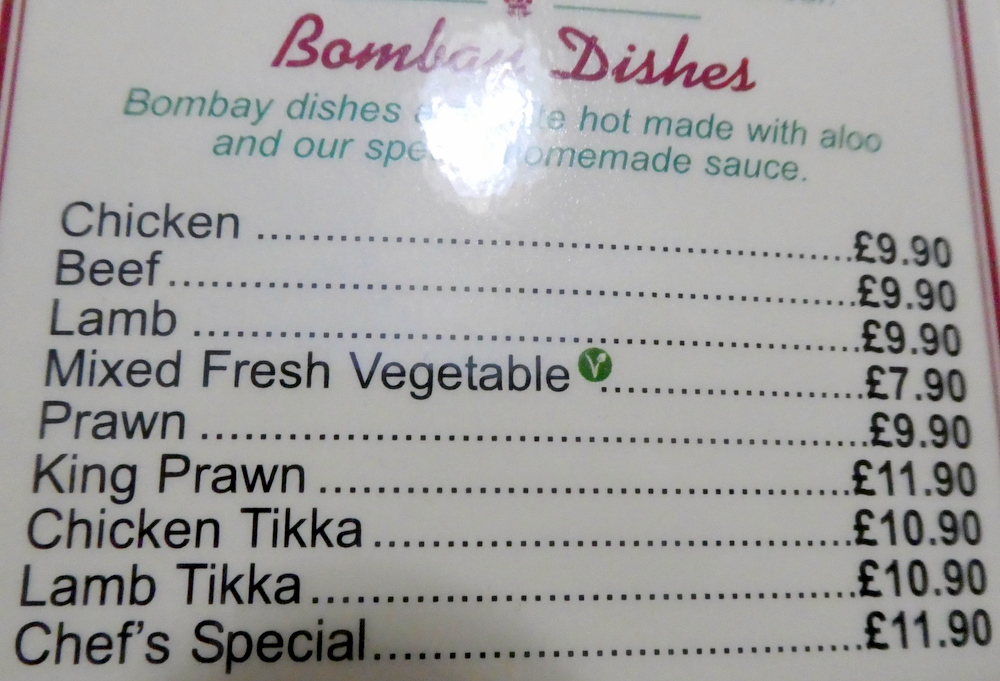 Bombay Dishes
Bombay dishes hot made with aloo
and our homemade sauce.
Chicken ........ £9.90
Beef ........ £9.90
Lamb ........ £9.90
Mixed Fresh Vegetable V ........ £7.90
Prawn ........ £9.90
King Prawn ........ £11.90
Chicken Tikka ........ £10.90
Lamb Tikka ........ £10.90
Chef's Special ........ £11.90